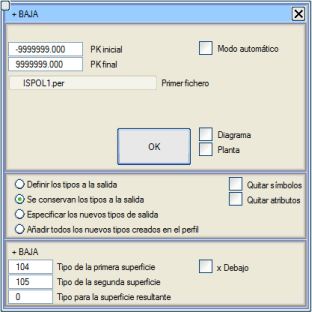 + BAJA
-9999999.000 PK inicial Modo automático
9999999.000 PK final
ISPOL1.per Primer fichero
OK
Diagrama
Planta
Definir los tipos a la salida Quitar símbolos
Se conservan los tipos a la salida Quitar atributos
Especificar los nuevos tipos de salida
Añadir todos los nuevos tipos creados en el perfil
+ BAJA
104 Tipo de la primera superficie x Debajo
105 Tipo de la segunda superficie
0 Tipo para la superficie resultante